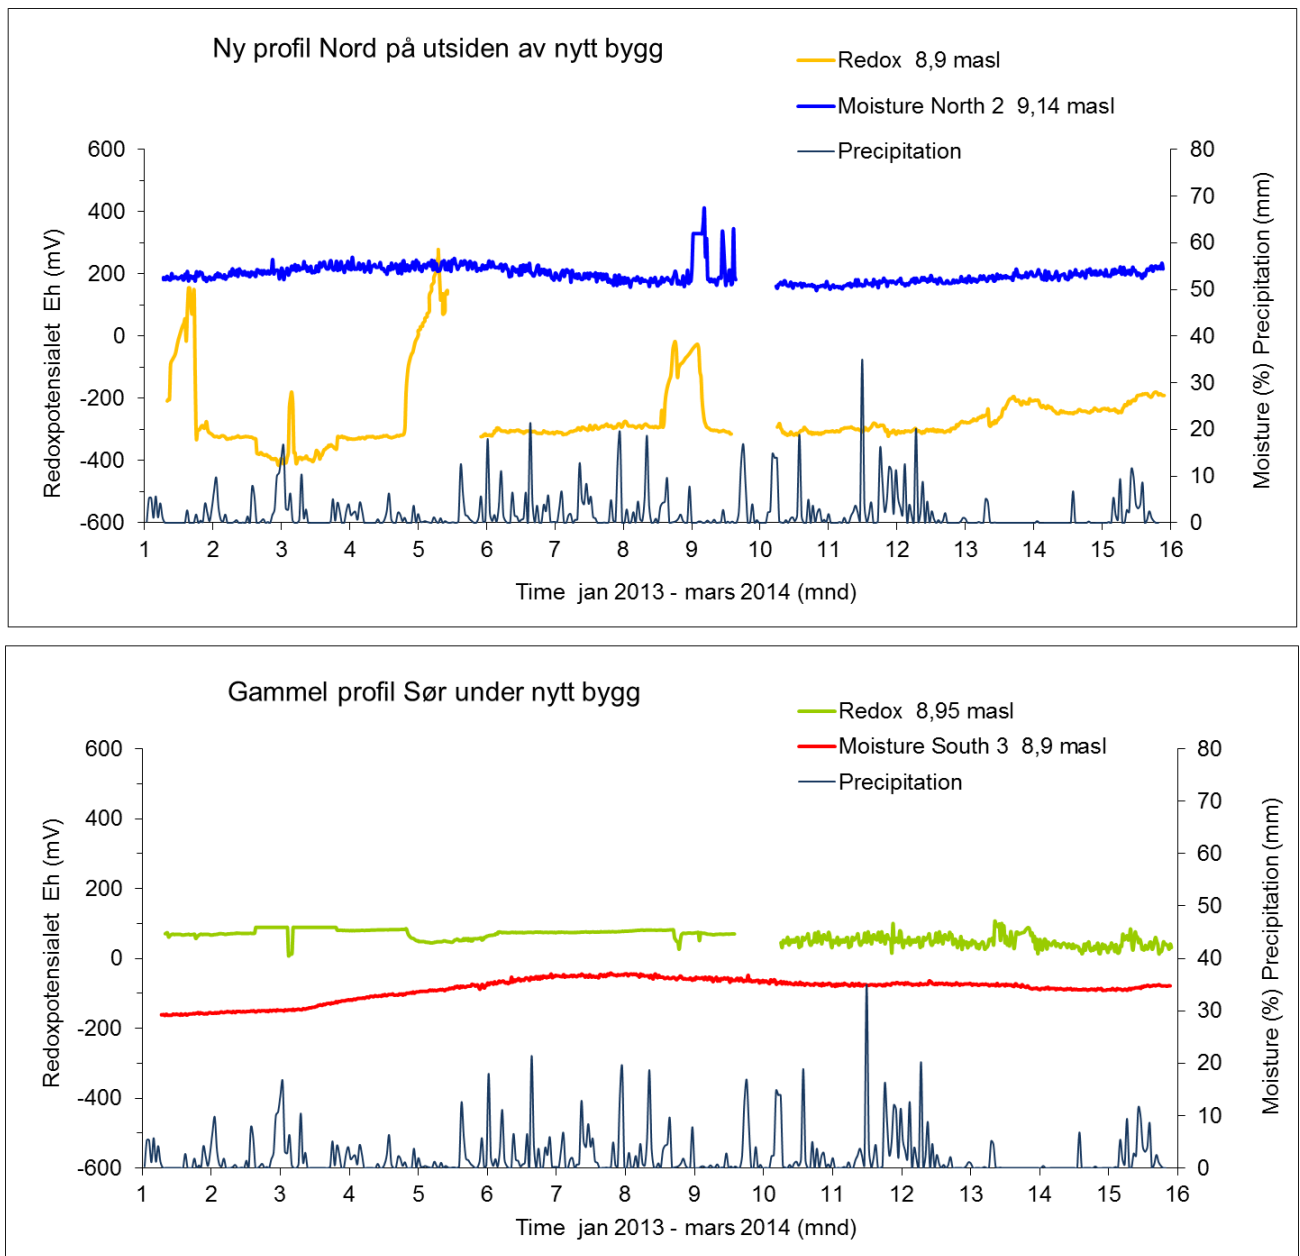 Ny profil Nord på utsiden av nytt bygg
Redox 8,9 masl
Moisture North 2 9,14 masl
Precipitation
600
400
200
0
-200
-400
-600
Redoxpotensialet Eh (mV)
80
70
60
50
40
30
20
10
0
Moisture (%) Precipitation (mm)
1 2 3 4 5 6 7 8 9 10 11 12 13 14 15 16
Time jan 2013 - mars 2014 (mnd)
Gammel profil Sør under nytt bygg
Redox 8,95 masl
Moisture South 3 8,9 masl
Precipitation
600
400
200
0
-200
-400
-600
Redoxpotensialet Eh (mV)
80
70
60
50
40
30
20
10
0
Moisture (%) Precipitation (mm)
1 2 3 4 5 6 7 8 9 10 11 12 13 14 15 16
Time jan 2013 - mars 2014 (mnd)